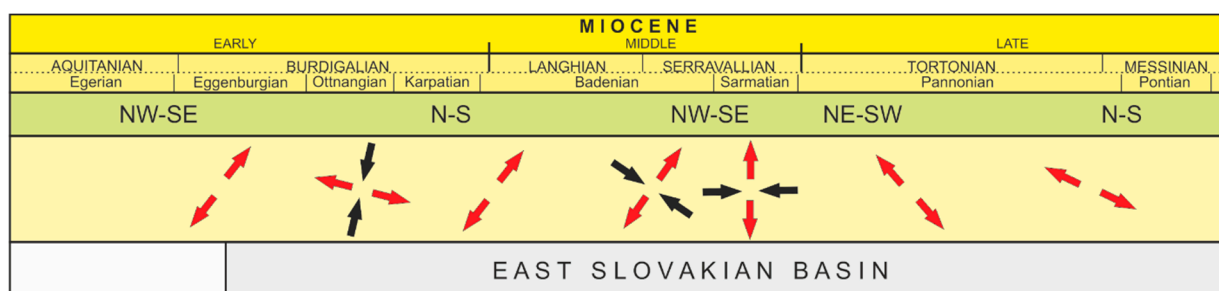 MIOCENE
EARLY MIDDLE LATE
AQUITANIAN BURDIGALIAN LANGHIAN SERRAVALLIAN TORTONIAN MESSINIAN
Egerian Eggenburgian Ottnangian Karpatian Badenian Sarmatian Pannonian Pontian
NW-SE N-S NW-SE NE-SW N-S
EAST SLOVAKIAN BASIN